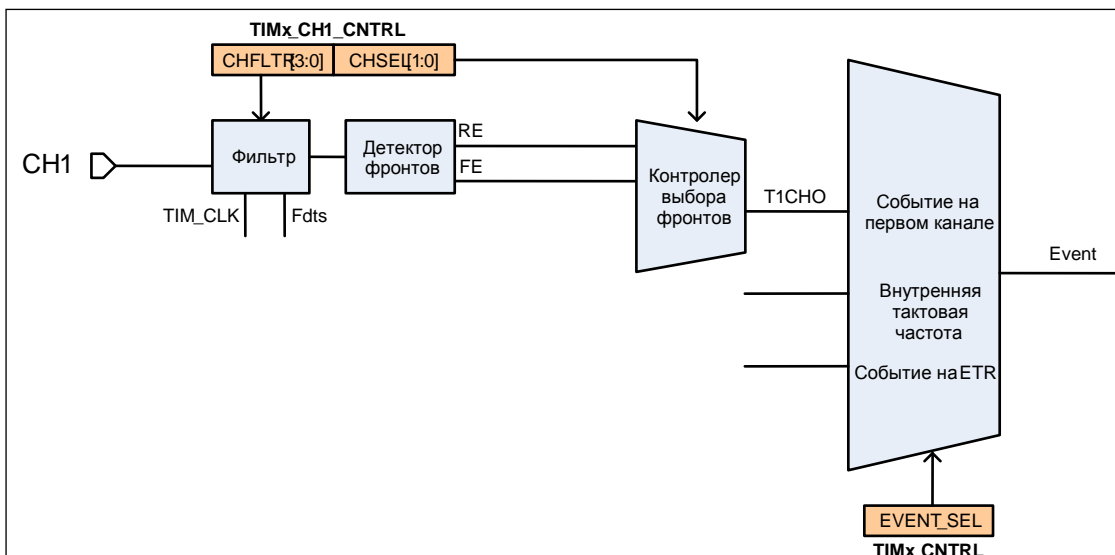 TIMx_CH1_CNTRL
CHFLTR[3:0] CHSEL[1:0]
CH1
Фильтр
Детектор
фронтов
RE
FE
TIM_CLK
Fdts
Контролер
выбора
фронтов
T1CHO
Событие на
первом канале
Внутренняя
тактовая
частота
Событие на ETR
Event
EVENT_SEL
TIMx_CNTRL